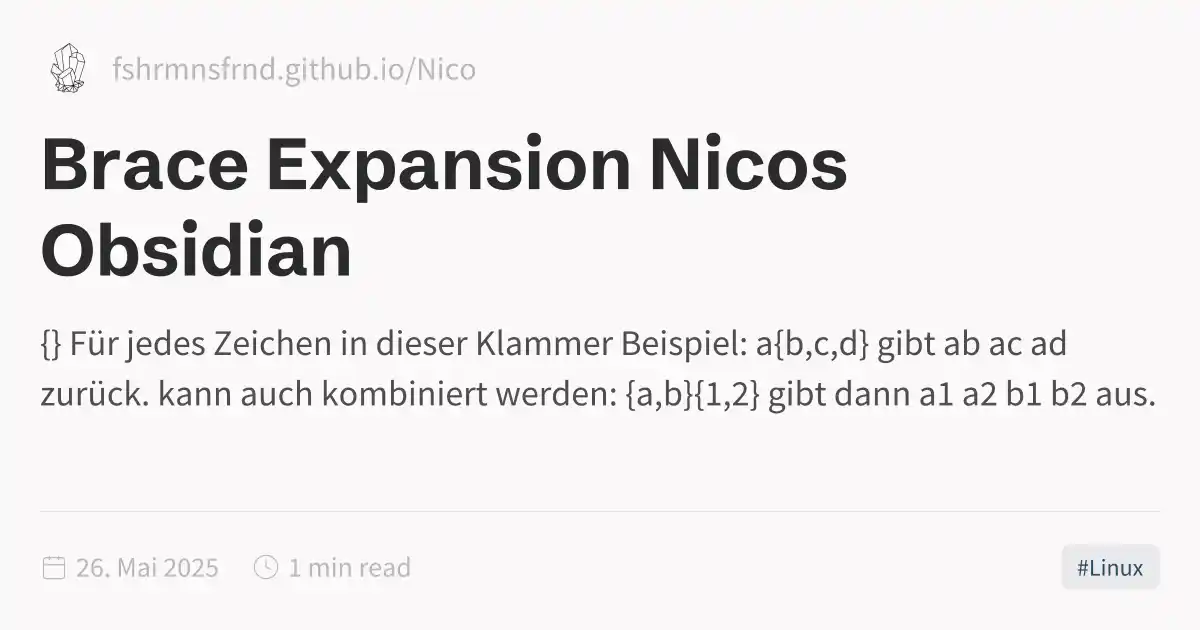 fshrmnsfrnd.github.io/Nico
Brace Expansion Nicos
Obsidian
{} Für jedes Zeichen in dieser Klammer Beispiel: a{b,c,d} gibt ab ac ad
zurück. kann auch kombiniert werden: {a,b}{1,2} gibt dann a1 a2 b1 b2 aus.
26. Mai 2025 1 min read #Linux